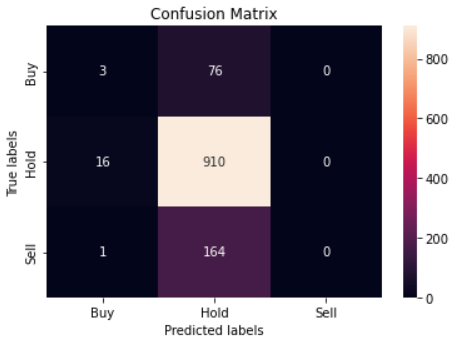 Confusion Matrix
True labels
Buy
3 76 0
Hold
16 910 0
Sell
1 164 0
Buy Hold Sell
Predicted labels
800
600
400
200
0